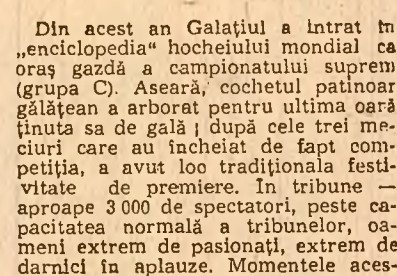 Din acest an Galațiul a intrat în
„enciclopedia“ hocheiului mondial ca
oraș gazdă a campionatului suprem
(grupa C). Aseară, cochetul patinoar
gălățean a arborat pentru ultima oară
ținuta sa de gală ; după cele trei me-
ciuri care au încheiat de fapt com-
petiția, a avut loc tradiționala festi-
vitate de premiere. În tribune —
aproape 3 000 de spectatori, peste ca-
pacitatea normală a tribunelor, oa-
meni extrem de pasionați, extrem de
darnici în aplauze. Momentele aces-